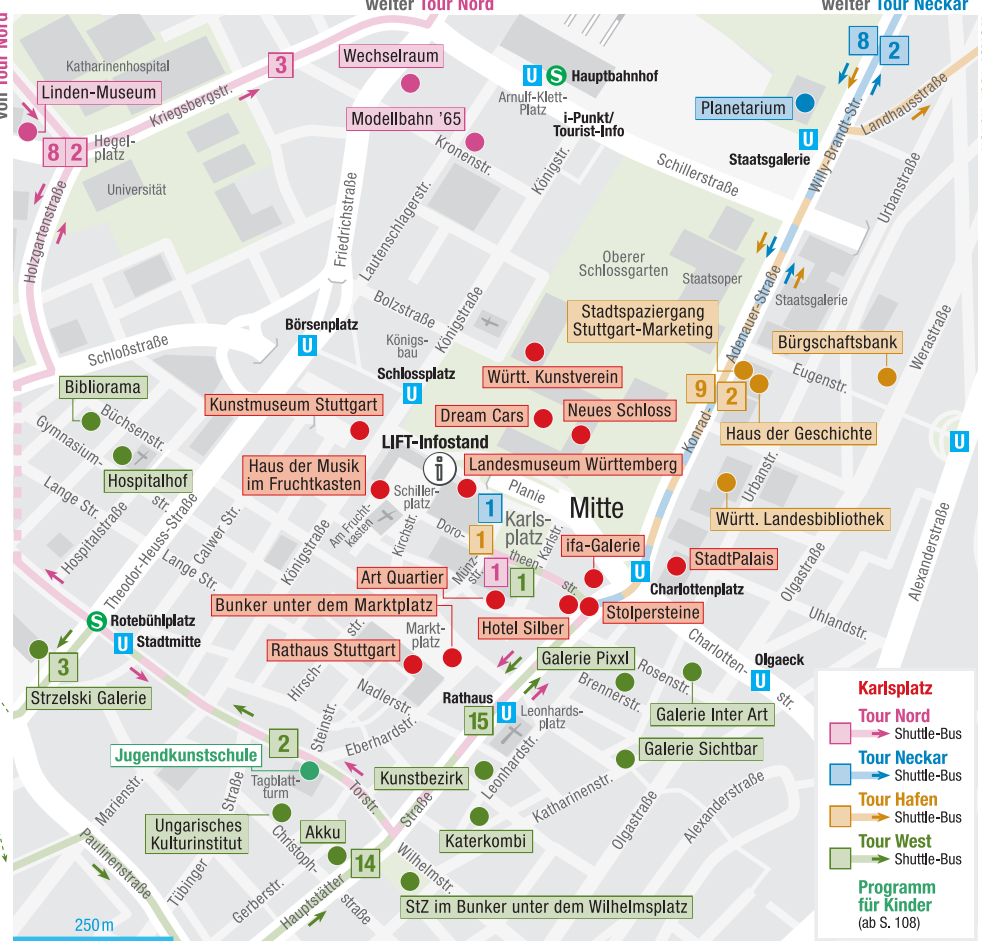 weiter Tour Nord
weiter Tour Neckar
von Tour Nord
Katharinenhospital
Linden-Museum
Kriegsbergstr.
3
Wechselraum
Modellbahn '65
Kronenstr.
U S Hauptbahnhof
Arnulf-Klett-
Platz
i-Punkt/
Tourist-Info
Königstr.
Schillerstraße
8
2
Planetarium
U
Staatsgalerie
Willy-Brandt-Str.
Landhausstraße
Urbanstraße
8 2
Hegel-
platz
Universität
Holzgartenstraße
Friedrichstraße
Lautenschlagerstr.
Oberer
Schlossgarten
Staatsoper
Staatsgalerie
Konrad-
Adenauer-Straße
Stadtspaziergang
Stuttgart-Marketing
Bürgschaftsbank
Eugenstr.
Werastraße
9
2
Haus der Geschichte
U
Bolzstraße
Königstraße
Börsenplatz
U
Königs-
bau
Schloßstraße
Schlossplatz
U
Württ. Kunstverein
Bibliorama
Büchsenstr.
Gymnasium-
str.
Hospitalhof
Kunstmuseum Stuttgart
Dream Cars
Neues Schloss
LIFT-Infostand
i
Landesmuseum Württemberg
Haus der Musik
im Fruchtkasten
Schiller-
platz
Planie
Mitte
Urbanstr.
Württ. Landesbibliothek
Lange Str.
Hospitalstraße
Theodor-Heuss-Straße
Calwer Str.
Lange Str.
Königstraße
Am Frucht-
kasten
Kirchstr.
Doro-
theen-
str.
Münz-
str.
1
1
1
1
Karls-
platz
Karlstr.
ifa-Galerie
StadtPalais
U
Charlottenplatz
Olgastraße
Alexanderstraße
Uhlandstr.
Art Quartier
Bunker unter dem Marktplatz
Hotel Silber
Stolpersteine
S Rotebühlplatz
U Stadtmitte
str.
Hirsch-
Markt-
platz
Rathaus Stuttgart
Nadlerstr.
3
Strzelski Galerie
Rathaus
U
15
Leonhards-
platz
Galerie Pixxl
Brennerstr.
Rosenstr.
Charlotten-
str.
Olgaeck
U
Galerie Inter Art
Galerie Sichtbar
Steinstr.
Eberhardstr.
2
Jugendkunstschule
Tagblatt-
turm
Torstr.
Kunstbezirk
Leonhardstr.
Katharinenstr.
Olgastraße
Alexanderstraße
Marienstr.
Paulinenstraße
Tübinger
Straße
Ungarisches
Kulturinstitut
Akku
Christoph-
straße
Gerberstr.
Hauptstätter
Straße
14
Katerkombi
Wilhelmstr.
StZ im Bunker unter dem Wilhelmsplatz
250 m
Karlsplatz
Tour Nord
Shuttle-Bus
Tour Neckar
Shuttle-Bus
Tour Hafen
Shuttle-Bus
Tour West
Shuttle-Bus
Programm
für Kinder
(ab S. 108)